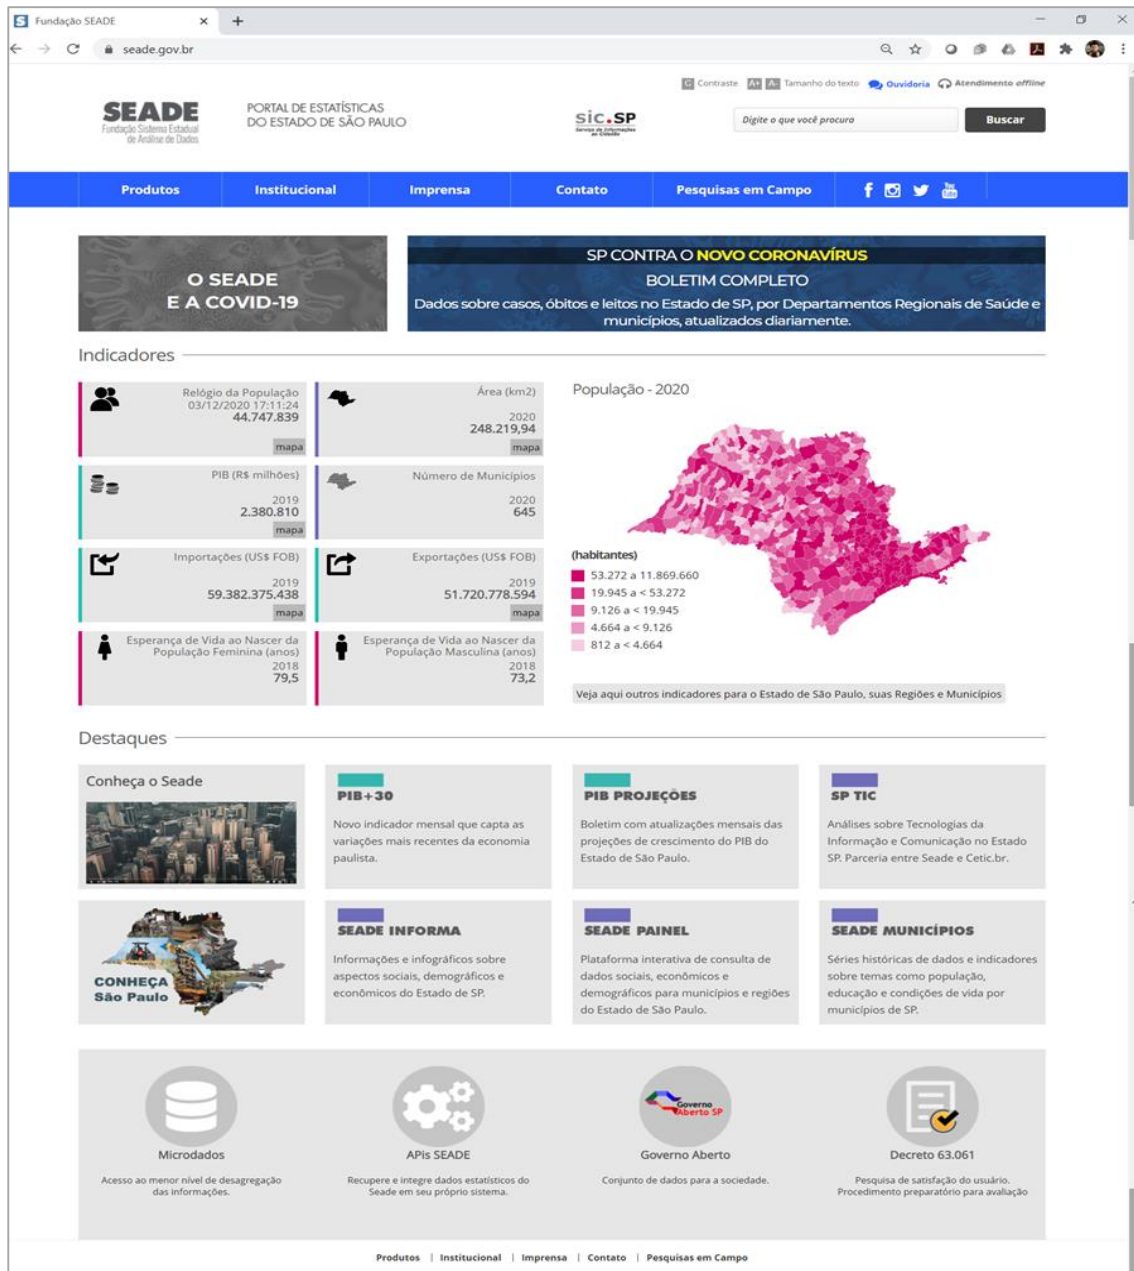 Fundação SEADE
seade.gov.br
C Contraste A+ A- Tamanho do texto Ouvidoria Atendimento offline
SEADE
Fundação Sistema Estadual
de Análise de Dados
PORTAL DE ESTATÍSTICAS
DO ESTADO DE SÃO PAULO
sic.SP
Serviço de Informações
ao Cidadão
Digite o que você procura
Buscar
Produtos Institucional Imprensa Contato Pesquisas em Campo
You
Tube
O SEADE
E A COVID-19
SP CONTRA O NOVO CORONAVÍRUS
BOLETIM COMPLETO
Dados sobre casos, óbitos e leitos no Estado de SP, por Departamentos Regionais de Saúde e
municípios, atualizados diariamente.
Indicadores
Relógio da População
03/12/2020 17:11:24
44.747.839
mapa
Área (km2)
2020
248.219,94
mapa
PIB (R$ milhões)
2019
2.380.810
mapa
Número de Municípios
2020
645
Importações (US$ FOB)
2019
59.382.375.438
mapa
Exportações (US$ FOB)
2019
51.720.778.594
mapa
Esperança de Vida ao Nascer da
População Feminina (anos)
2018
79,5
Esperança de Vida ao Nascer da
População Masculina (anos)
2018
73,2
População - 2020
(habitantes)
53.272 a 11.869.660
19.945 a < 53.272
9.126 a < 19.945
4.664 a < 9.126
812 a < 4.664
Veja aqui outros indicadores para o Estado de São Paulo, suas Regiões e Municípios
Destaques
Conheça o Seade
PIB+30
Novo indicador mensal que capta as
variações mais recentes da economia
paulista.
PIB PROJEÇÕES
Boletim com atualizações mensais das
projeções de crescimento do PIB do
Estado de São Paulo.
SP TIC
Análises sobre Tecnologias da
Informação e Comunicação no Estado
SP. Parceria entre Seade e Cetic.br.
CONHEÇA
São Paulo
SEADE INFORMA
Informações e infográficos sobre
aspectos sociais, demográficos e
econômicos do Estado de SP.
SEADE PAINEL
Plataforma interativa de consulta de
dados sociais, econômicos e
demográficos para municípios e regiões
do Estado de São Paulo.
SEADE MUNICÍPIOS
Séries históricas de dados e indicadores
sobre temas como população,
educação e condições de vida por
municípios de SP.
Microdados
Acesso ao menor nível de desagregação
das informações.
APis SEADE
Recupere e integre dados estatísticos do
Seade em seu próprio sistema.
Governo
Aberto SP
Governo Aberto
Conjunto de dados para a sociedade.
Decreto 63.061
Pesquisa de satisfação do usuário.
Procedimento preparatório para avaliação
Produtos | Institucional | Imprensa | Contato | Pesquisas em Campo